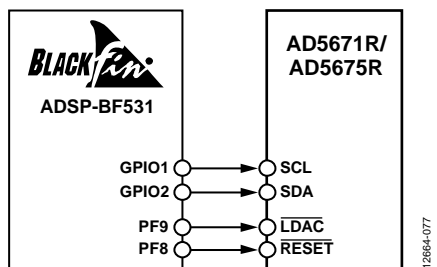 BLACKfin
ADSP-BF531
AD5671R/
AD5675R
GPIO1
SCL
GPIO2
SDA
PF9
LDAC
PF8
RESET
12664-077